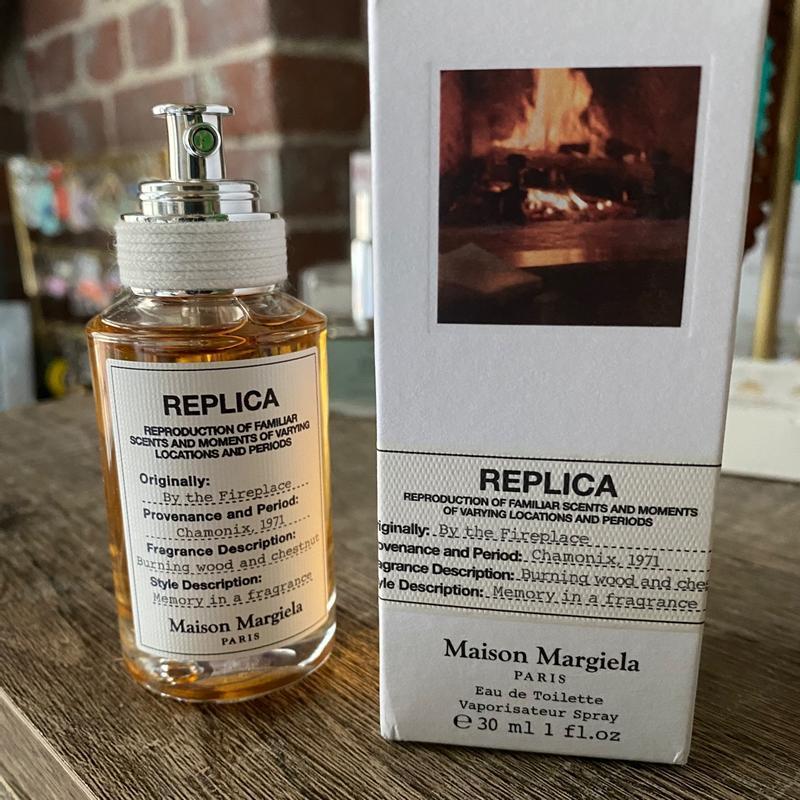 REPLICA
REPRODUCTION OF FAMILIAR
SCENTS AND MOMENTS OF VARYING
LOCATIONS AND PERIODS
Originally:
By the Fireplace
Provenance and Period:
Chamonix, 1971
Fragrance Description:
Burning wood and chestnut
Style Description:
Memory in a fragrance
Maison Margiela
PARIS
REPLICA
REPRODUCTION OF FAMILIAR SCENTS AND MOMENTS
OF VARYING LOCATIONS AND PERIODS
iginally: By the Fireplace
ovenance and Period: Chamonix, 1971
agrance Description: Burning wood and ches
yle Description: Memory in a fragrance
Maison Margiela
PARIS
Eau de Toilette
Vaporisateur Spray
℮ 30 ml 1 fl.oz